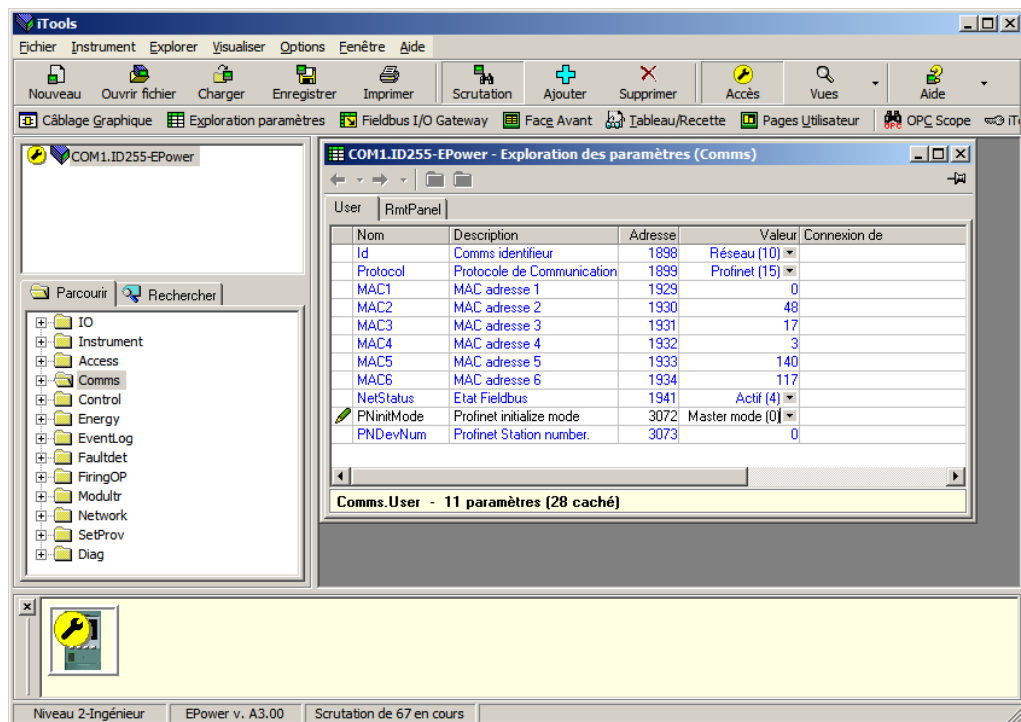 iTools
Fichier Instrument Explorer Visualiser Options Fenêtre Aide
Nouveau Ouvrir fichier Charger Enregistrer Imprimer Scrutation Ajouter Supprimer Accès Vues Aide
Câblage Graphique Exploration paramètres Fieldbus I/O Gateway Face Avant Tableau/Recette Pages Utilisateur OPC Scope iT
COM1.ID255-EPower
Parcourir Rechercher
IO
Instrument
Access
Comms
Control
Energy
EventLog
Faultdet
FiringOP
Modultr
Network
SetProv
Diag
COM1.ID255-EPower - Exploration des paramètres (Comms)
User RmtPanel
Nom Description Adresse Valeur Connexion de
Id Comms identifieur 1898 Réseau (10)
Protocol Protocole de Communication 1899 Profinet (15)
MAC1 MAC adresse 1 1929 0
MAC2 MAC adresse 2 1930 48
MAC3 MAC adresse 3 1931 17
MAC4 MAC adresse 4 1932 3
MAC5 MAC adresse 5 1933 140
MAC6 MAC adresse 6 1934 117
NetStatus Etat Fieldbus 1941 Actif (4)
PNinitMode Profinet initialize mode 3072 Master mode (0)
PNDevNum Profinet Station number. 3073 0
Comms.User - 11 paramètres (28 caché)
Niveau 2-Ingénieur EPower v. A3.00 Scrutation de 67 en cours